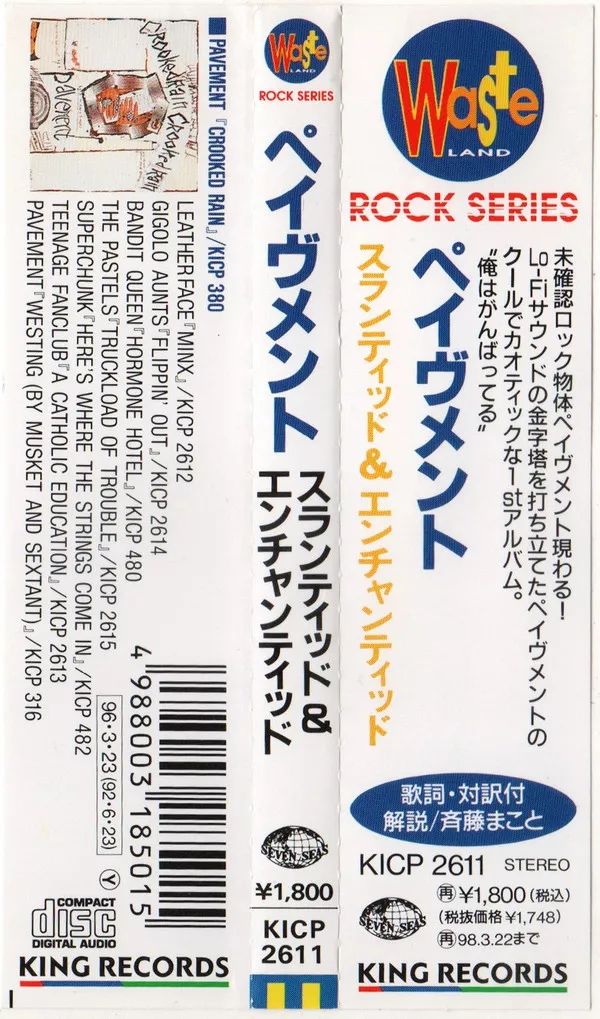 Waste
LAND
ROCK SERIES
ペイヴメント
スランティッド&エンチャンティッド
未確認ロック物体ペイヴメント現わる!
Lo-Fiサウンドの金字塔を打ち立てたペイヴメントの
クールでカオティックな1stアルバム。
“俺はがんばってる”
歌詞・対訳付
解説/斉藤まこと
KICP 2611 STEREO
SEVEN SEAS
再¥1,800(税込)
(税抜価格¥1,748)
再98.3.22まで
KING RECORDS
Waste
LAND
ROCK SERIES
ペイヴメント
スランティッド&
エンチャンティッド
SEVEN SEAS
¥1,800
KICP
2611
Crooked Rain Crooked Rain
Pavement
■PAVEMENT『CROOKED RAIN』/KICP 380
LEATHERFACE『MINX』/KICP 2612
GIGOLO AUNTS『FLIPPIN' OUT』/KICP 2614
BANDIT QUEEN『HORMONE HOTEL』/KICP 480
THE PASTELS『TRUCKLOAD OF TROUBLE』/KICP 2615
SUPERCHUNK『HERE'S WHERE THE STRINGS COME IN』/KICP 482
TEENAGE FANCLUB『A CATHOLIC EDUCATION』/KICP 2613
PAVEMENT『WESTING (BY MUSKET AND SEXTANT)』/KICP 316
4 988003 185015
96・3・23(92・6・23)
Y
COMPACT
disc
DIGITAL AUDIO
KING RECORDS